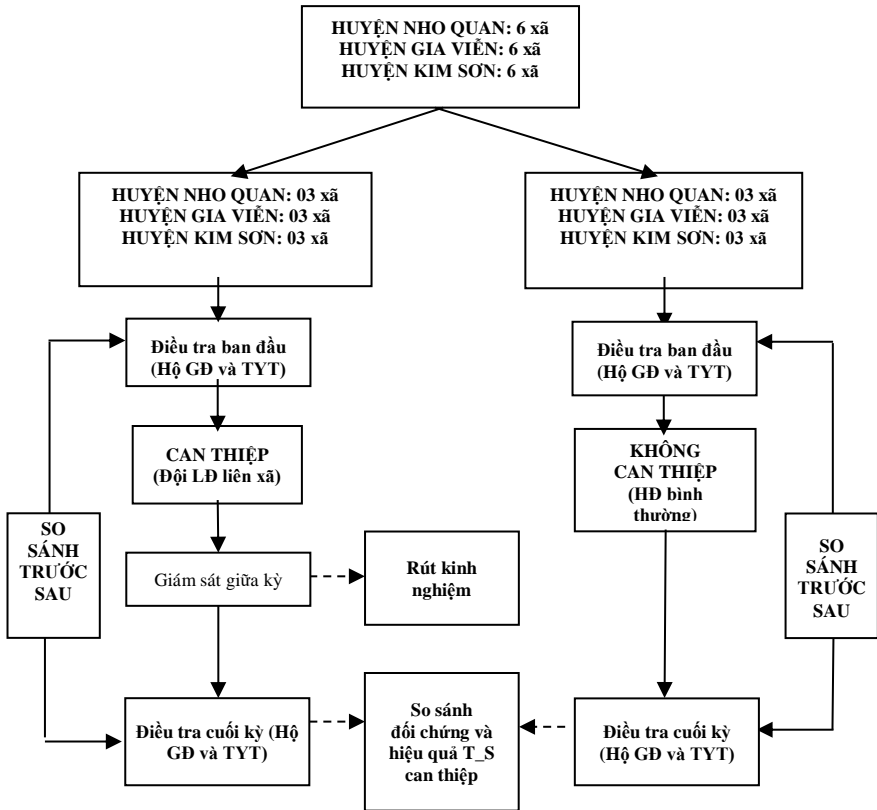 HUYỆN NHO QUAN: 6 xã
HUYỆN GIA VIỄN: 6 xã
HUYỆN KIM SƠN: 6 xã
HUYỆN NHO QUAN: 03 xã
HUYỆN GIA VIỄN: 03 xã
HUYỆN KIM SƠN: 03 xã
HUYỆN NHO QUAN: 03 xã
HUYỆN GIA VIỄN: 03 xã
HUYỆN KIM SƠN: 03 xã
Điều tra ban đầu
(Hộ GĐ và TYT)
Điều tra ban đầu
(Hộ GĐ và TYT)
CAN THIỆP
(Đội LĐ liên xã)
KHÔNG
CAN THIỆP
(HĐ bình
thường)
SO
SÁNH
TRƯỚC
SAU
Giám sát giữa kỳ
Rút kinh
nghiệm
SO
SÁNH
TRƯỚC
SAU
Điều tra cuối kỳ (Hộ
GĐ và TYT)
So sánh
đối chứng và
hiệu quả T_S
can thiệp
Điều tra cuối kỳ
(Hộ GĐ và TYT)